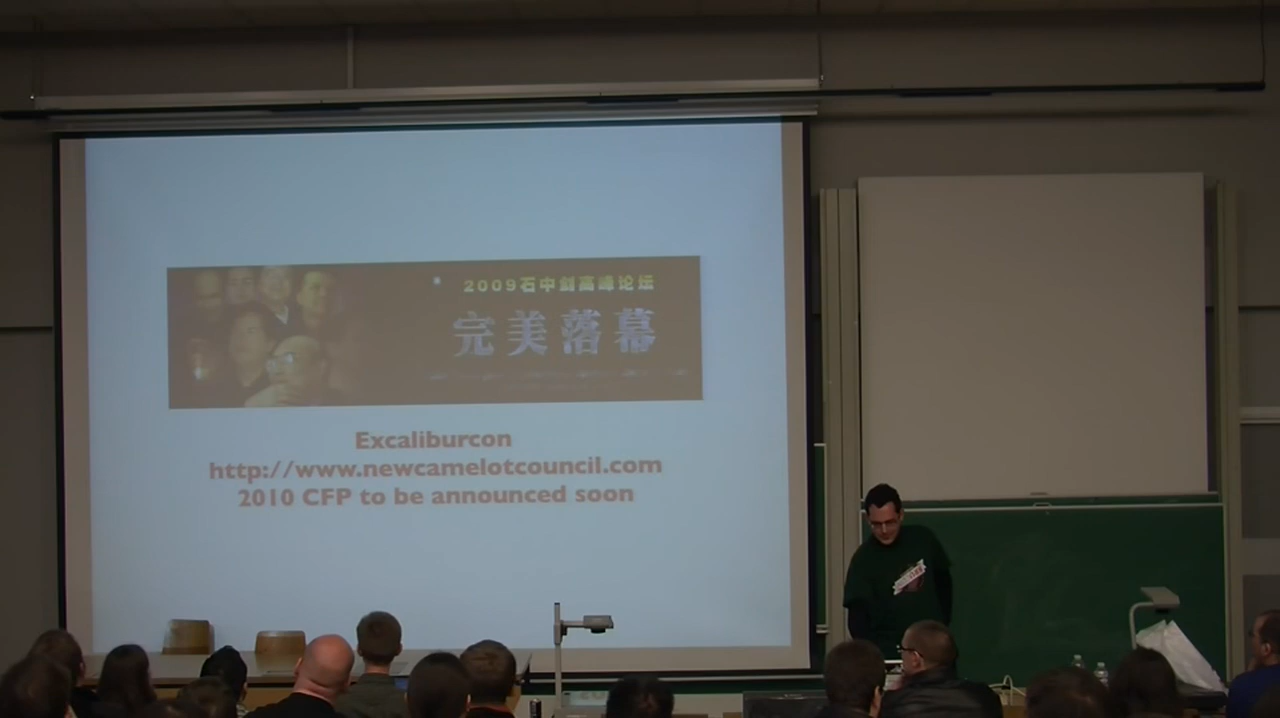 2009石中剑高峰论坛
完美落幕
Excaliburcon
http://www.newcamelotcouncil.com
2010 CFP to be announced soon